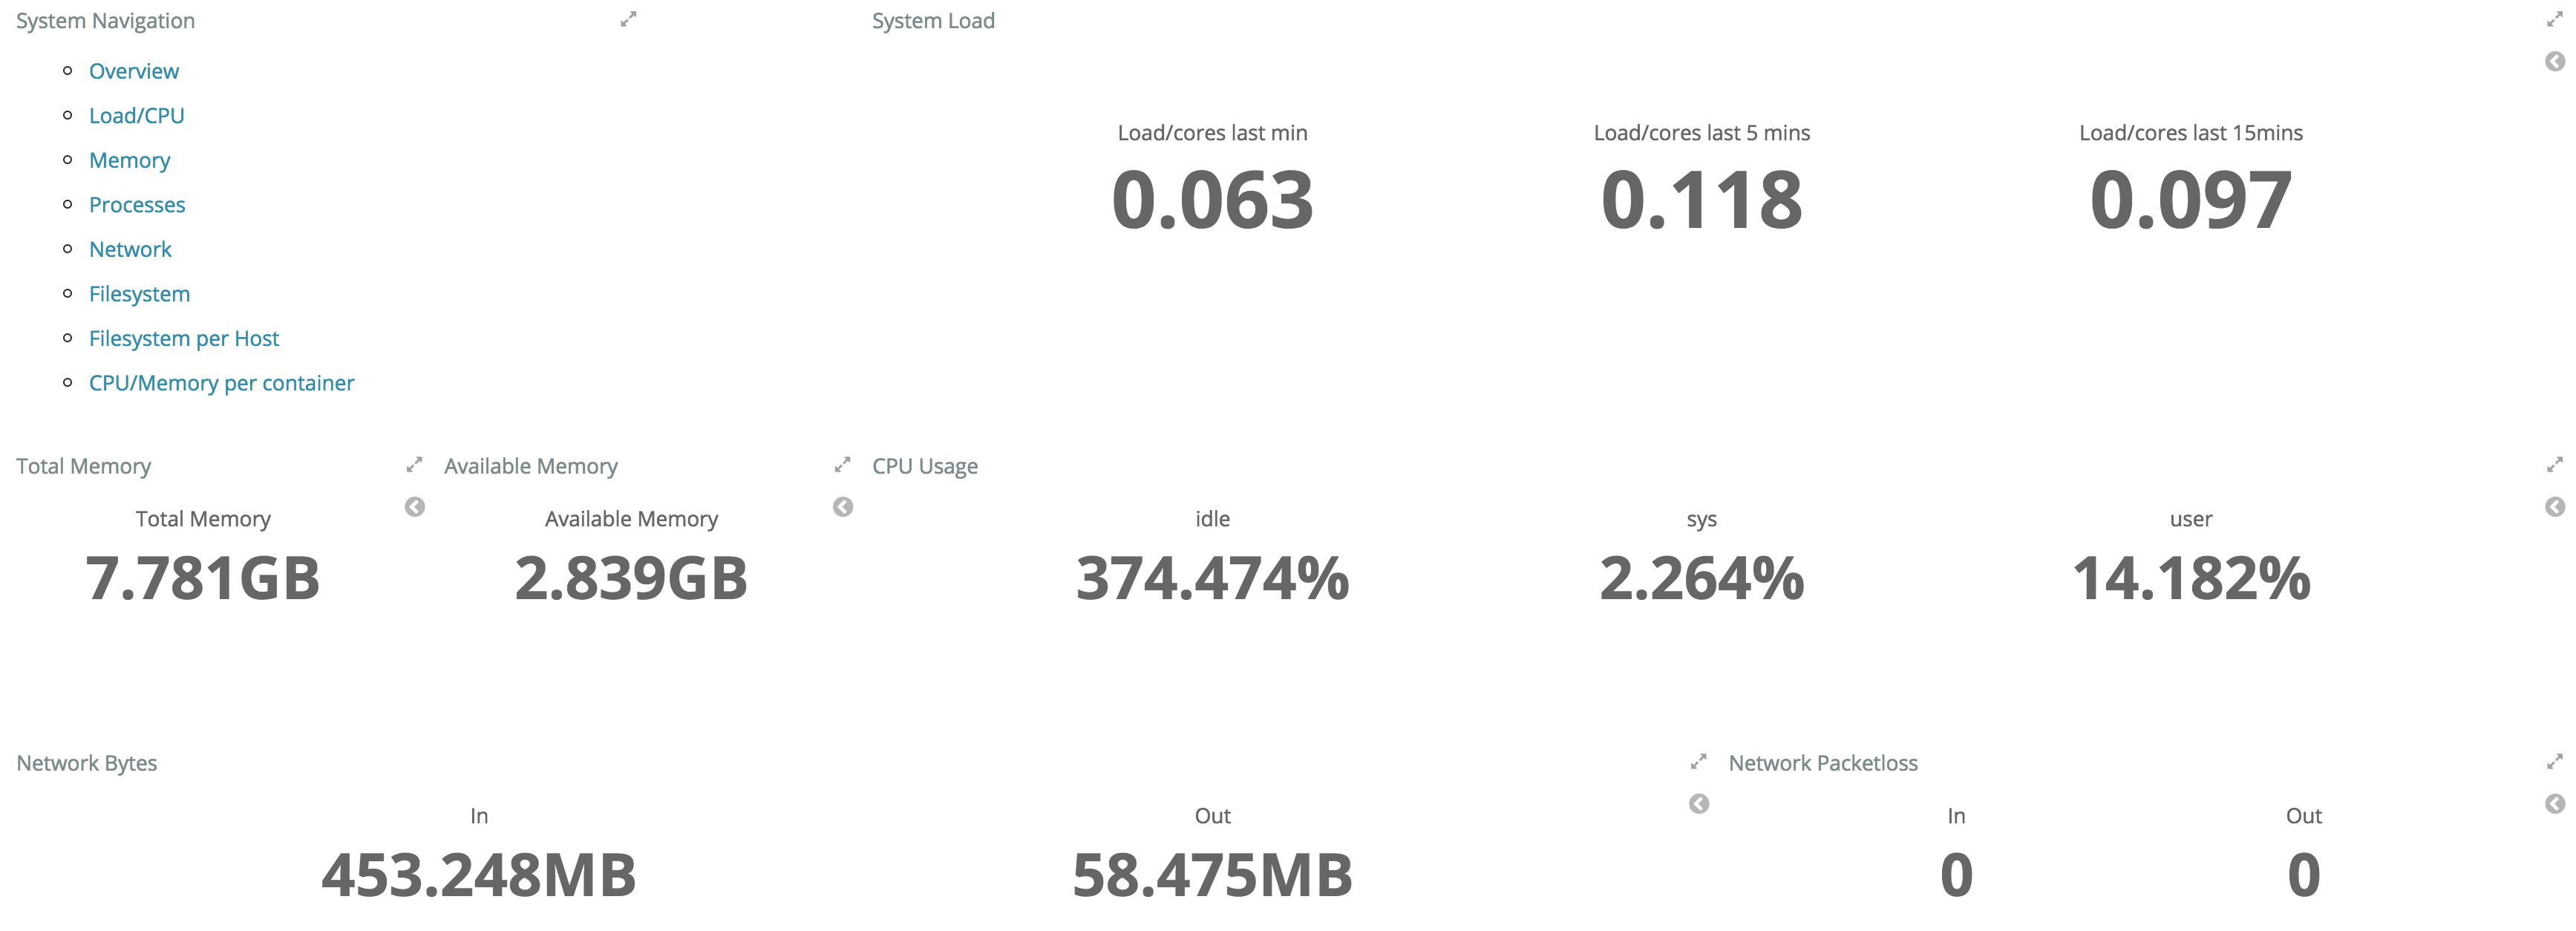 System Navigation
Overview
Load/CPU
Memory
Processes
Network
Filesystem
Filesystem per Host
CPU/Memory per container
System Load
Load/cores last min
0.063
Load/cores last 5 mins
0.118
Load/cores last 15mins
0.097
Total Memory
Total Memory
7.781GB
Available Memory
Available Memory
2.839GB
CPU Usage
idle
374.474%
sys
2.264%
user
14.182%
Network Bytes
In
453.248MB
Out
58.475MB
Network Packetloss
In
0
Out
0